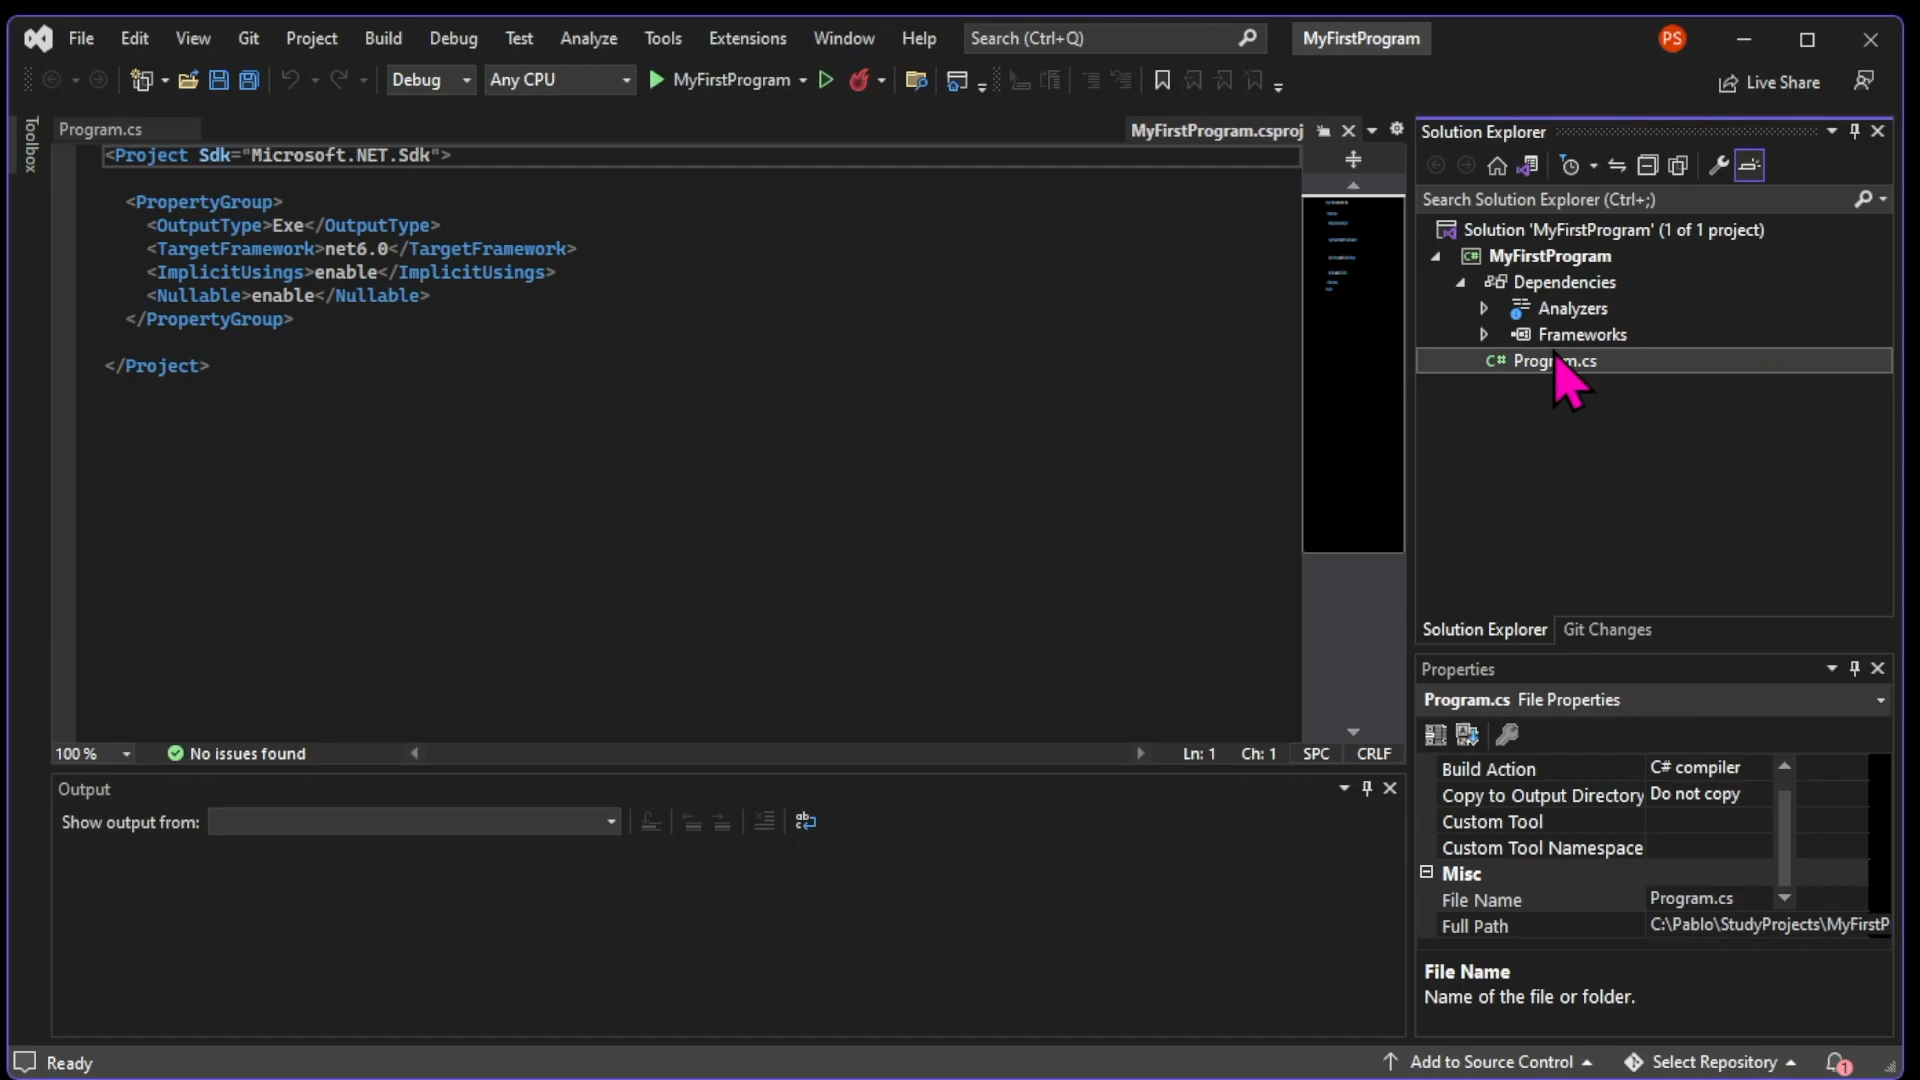 File Edit View Git Project Build Debug Test Analyze Tools Extensions Window Help Search (Ctrl+Q) MyFirstProgram PS
Debug Any CPU MyFirstProgram Live Share
Toolbox
Program.cs MyFirstProgram.csproj
<Project Sdk="Microsoft.NET.Sdk">
<PropertyGroup>
<OutputType>Exe</OutputType>
<TargetFramework>net6.0</TargetFramework>
<ImplicitUsings>enable</ImplicitUsings>
<Nullable>enable</Nullable>
</PropertyGroup>
</Project>
100 % No issues found Ln: 1 Ch: 1 SPC CRLF
Output
Show output from:
Solution Explorer
Search Solution Explorer (Ctrl+;)
Solution 'MyFirstProgram' (1 of 1 project)
C# MyFirstProgram
Dependencies
Analyzers
Frameworks
C# Program.cs
Solution Explorer Git Changes
Properties
Program.cs File Properties
Build Action C# compiler
Copy to Output Directory Do not copy
Custom Tool
Custom Tool Namespace
Misc
File Name Program.cs
Full Path C:\Pablo\StudyProjects\MyFirstP
File Name
Name of the file or folder.
Ready Add to Source Control Select Repository 1